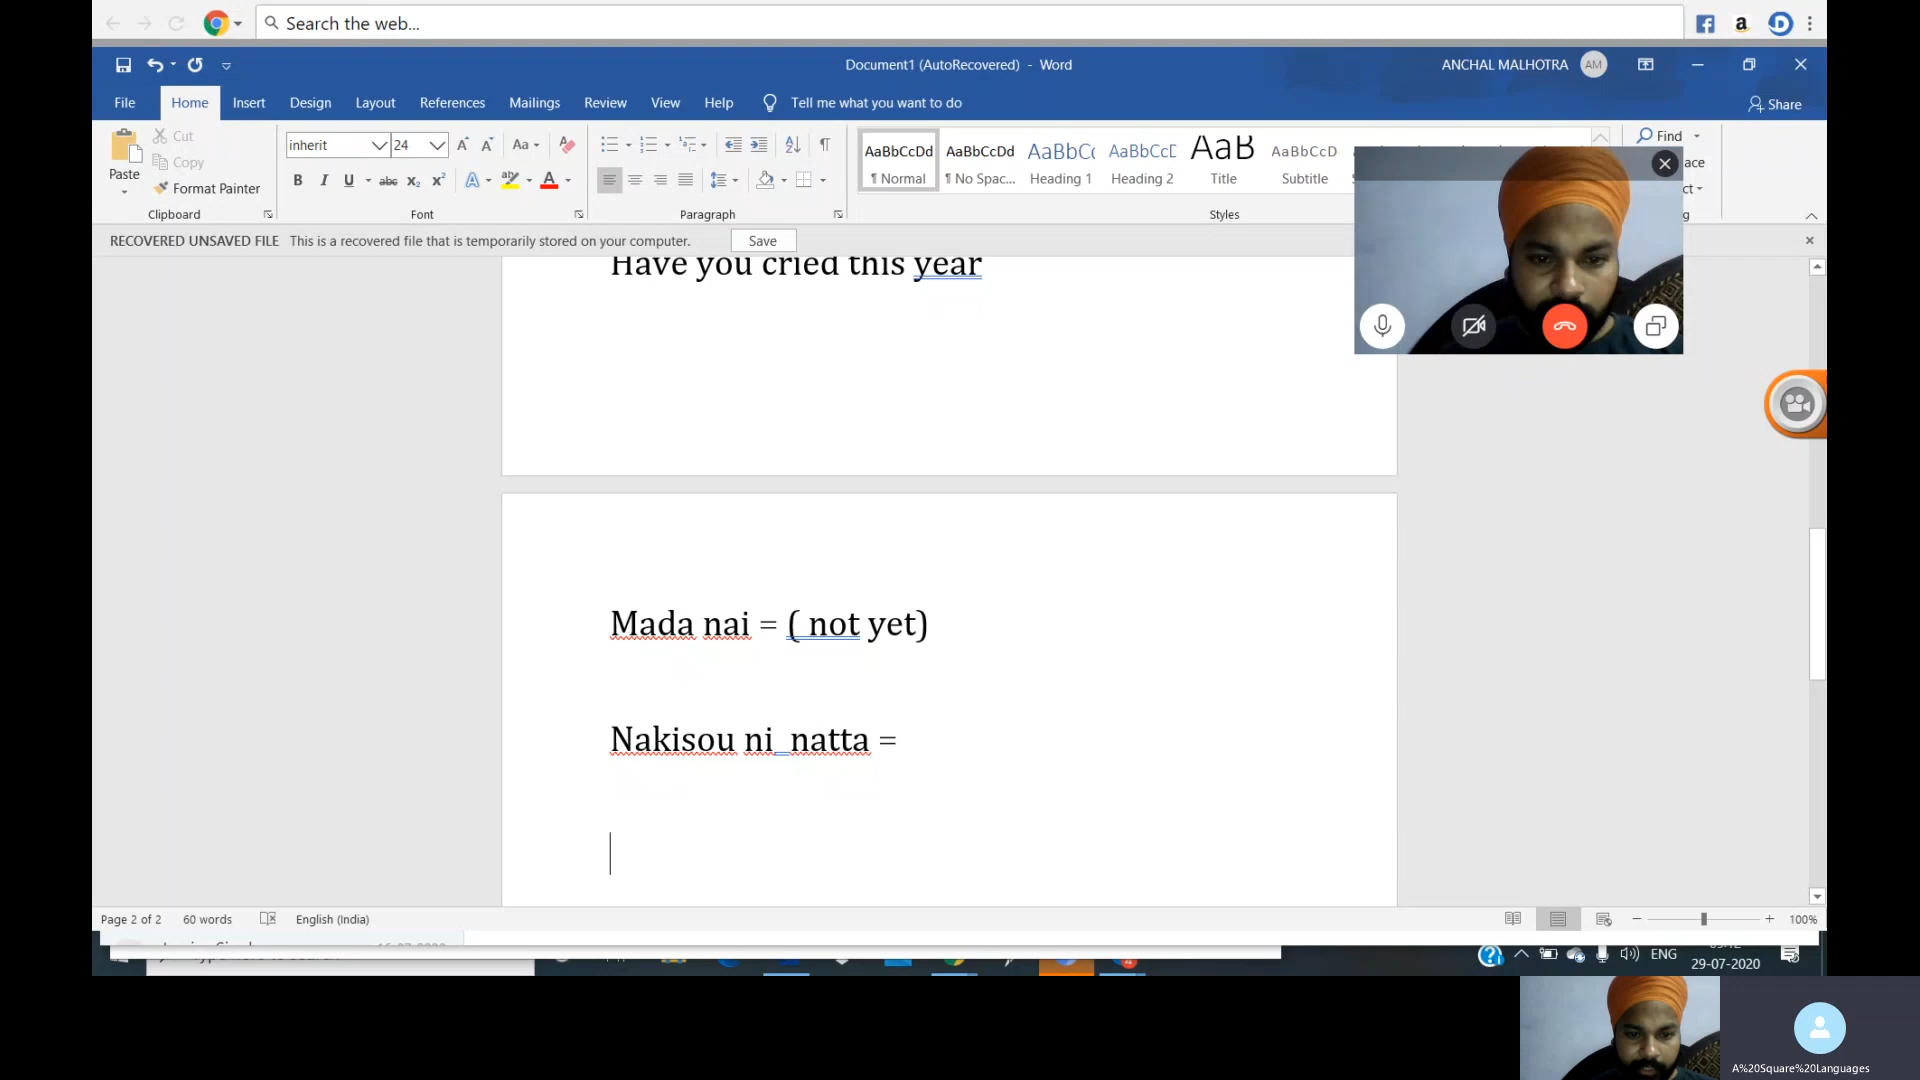 Search the web...
Document1 (AutoRecovered) - Word
ANCHAL MALHOTRA AM
File Home Insert Design Layout References Mailings Review View Help Tell me what you want to do
Share
Paste
Cut
Copy
Format Painter
Clipboard
inherit 24
Font
Paragraph
AaBbCcDd AaBbCcDd AaBbC AaBbCcE AaB AaBbCcD
¶ Normal ¶ No Spac... Heading 1 Heading 2 Title Subtitle
Styles
Find
RECOVERED UNSAVED FILE This is a recovered file that is temporarily stored on your computer. Save
Have you cried this year
Mada nai = ( not yet)
Nakisou ni natta =
Page 2 of 2 60 words English (India)
100%
ENG
29-07-2020
A%20Square%20Languages